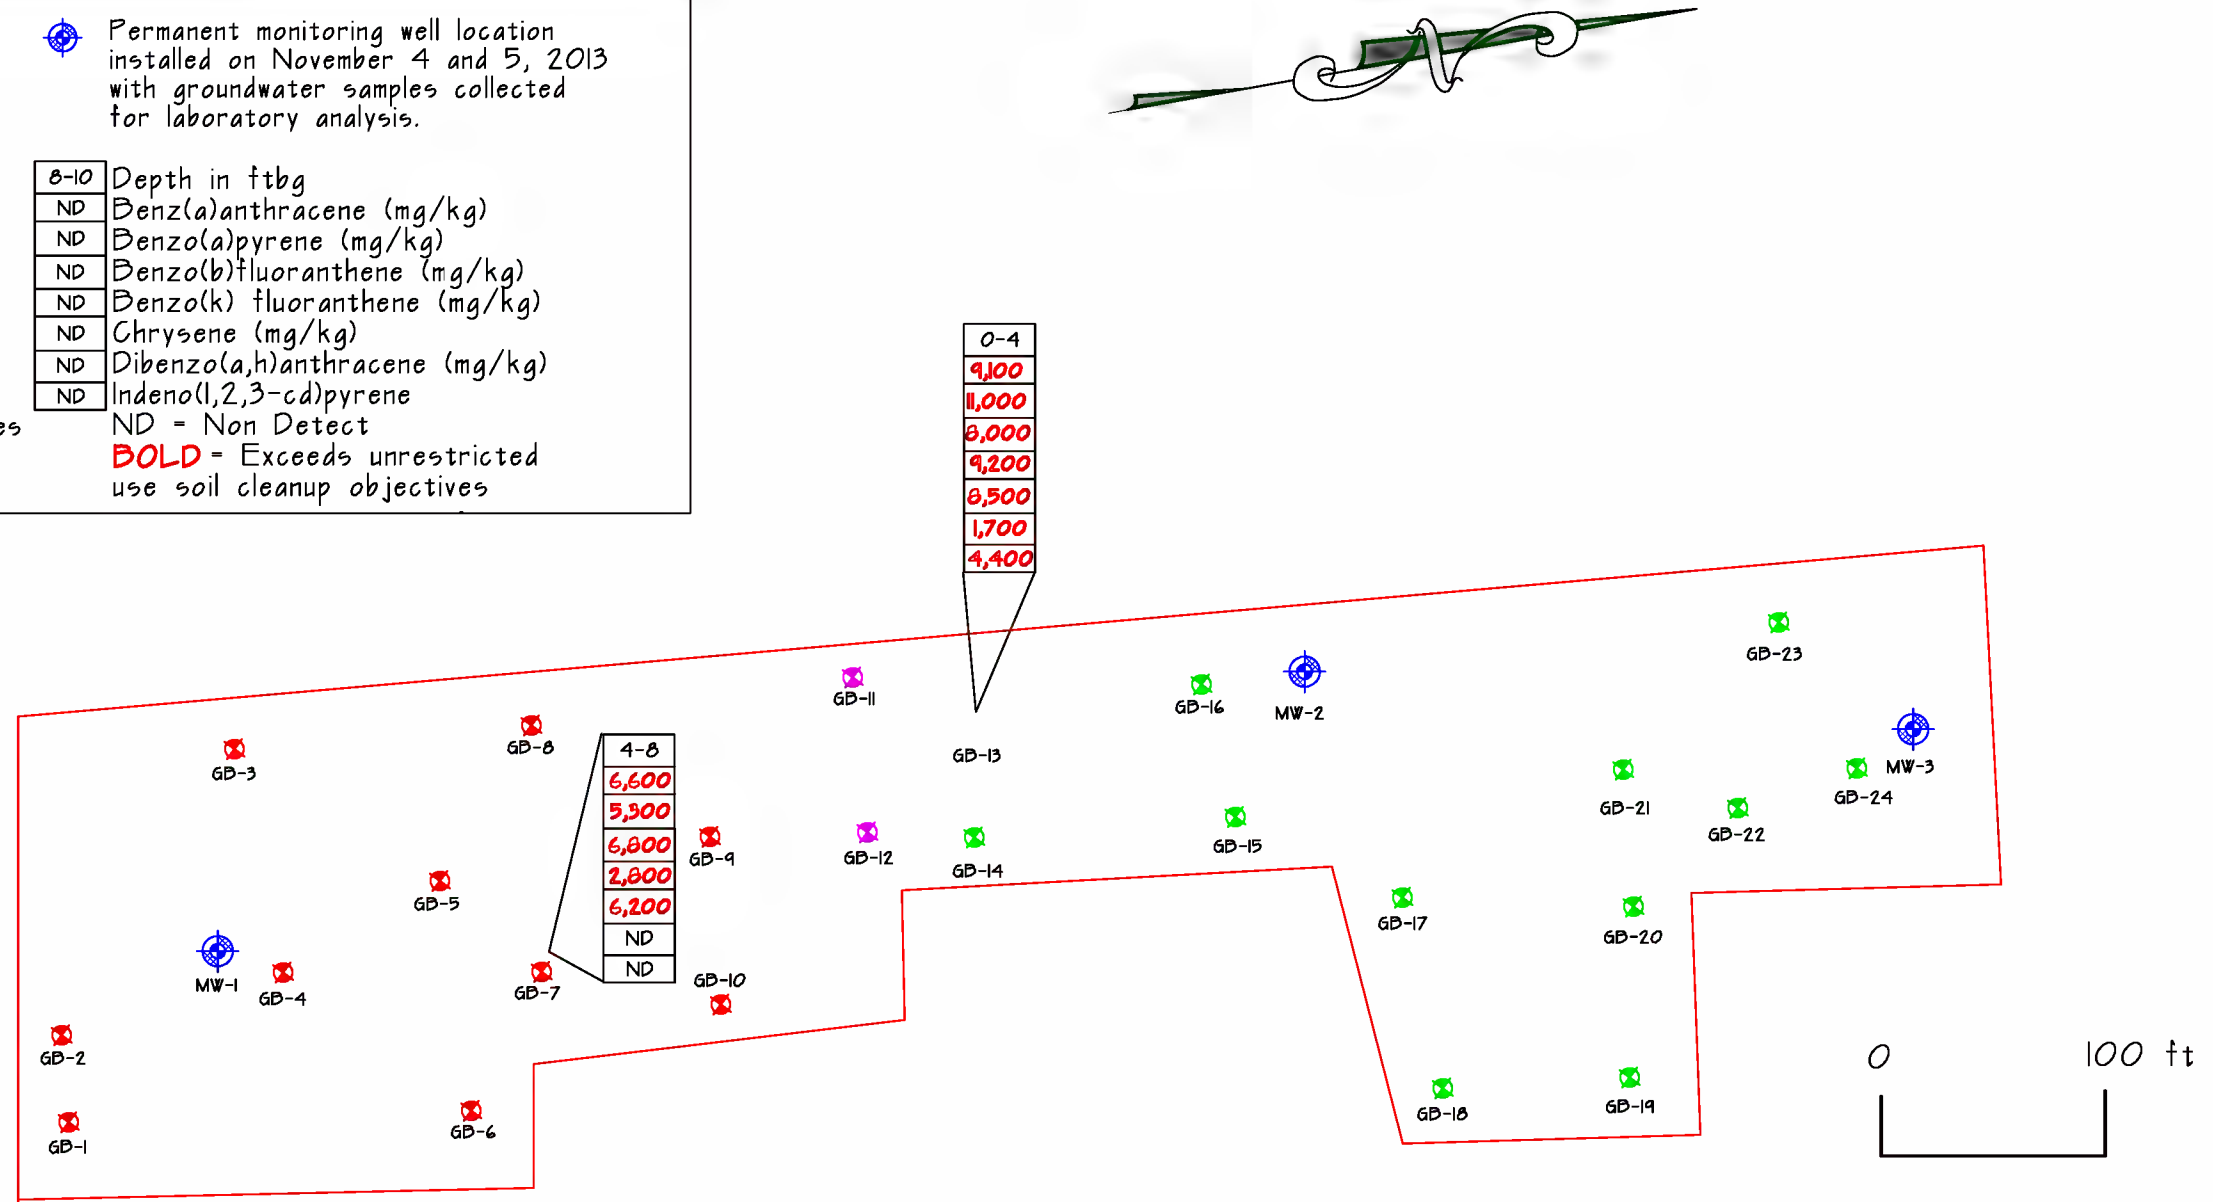 Permanent monitoring well location
installed on November 4 and 5, 2013
with groundwater samples collected
for laboratory analysis.
8-10 Depth in ftbg
ND Benz(a)anthracene (mg/kg)
ND Benzo(a)pyrene (mg/kg)
ND Benzo(b)fluoranthene (mg/kg)
ND Benzo(k) fluoranthene (mg/kg)
ND Chrysene (mg/kg)
ND Dibenzo(a,h)anthracene (mg/kg)
ND Indeno(1,2,3-cd)pyrene
es ND = Non Detect
BOLD = Exceeds unrestricted
use soil cleanup objectives
N
0-4
9,100
11,000
8,000
9,200
8,500
1,700
4,400
GB-23
GB-11
GB-16
MW-2
GB-8
GB-13
GB-3
MW-3
GB-24
GB-21
GB-22
4-8
6,600
5,300
6,800
2,800
6,200
ND
ND
GB-9
GB-12
GB-14
GB-15
GB-5
GB-17
GB-20
MW-1
GB-4
GB-7
GB-10
GB-2
GB-1
GB-6
GB-18
GB-19
0 100 ft